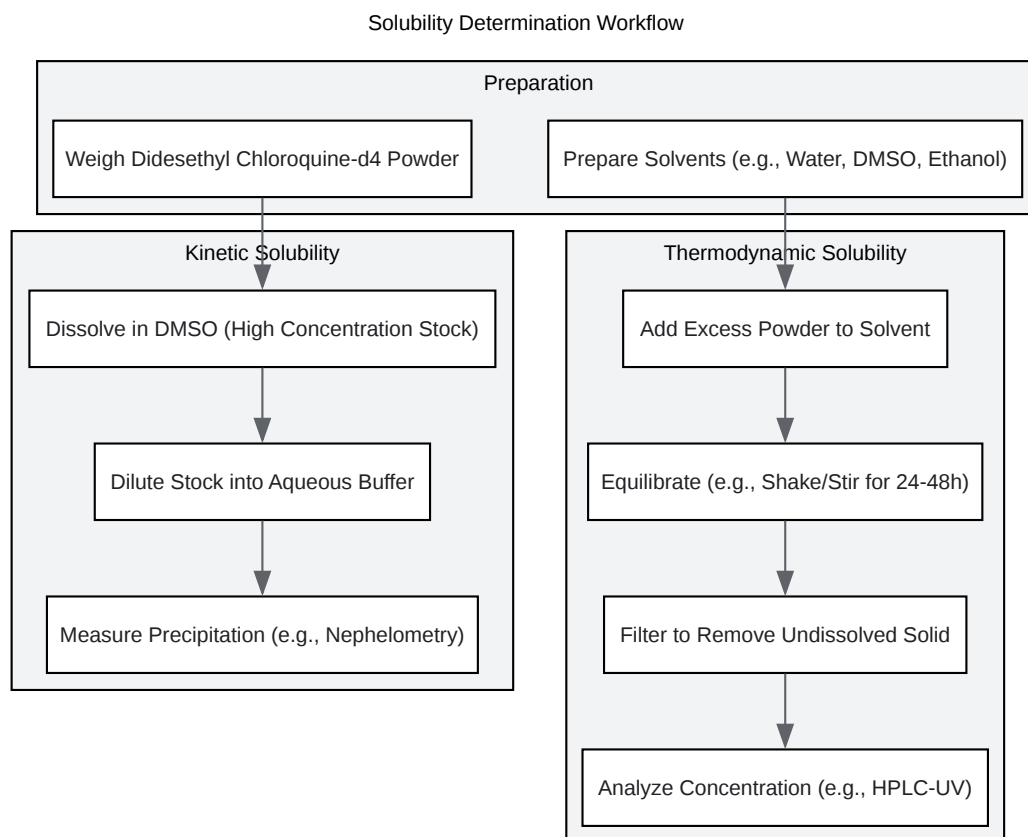 Solubility Determination Workflow
Preparation
Weigh Didesethyl Chloroquine-d4 Powder
Prepare Solvents (e.g., Water, DMSO, Ethanol)
Kinetic Solubility
Dissolve in DMSO (High Concentration Stock)
Dilute Stock into Aqueous Buffer
Measure Precipitation (e.g., Nephelometry)
Thermodynamic Solubility
Add Excess Powder to Solvent
Equilibrate (e.g., Shake/Stir for 24-48h)
Filter to Remove Undissolved Solid
Analyze Concentration (e.g., HPLC-UV)